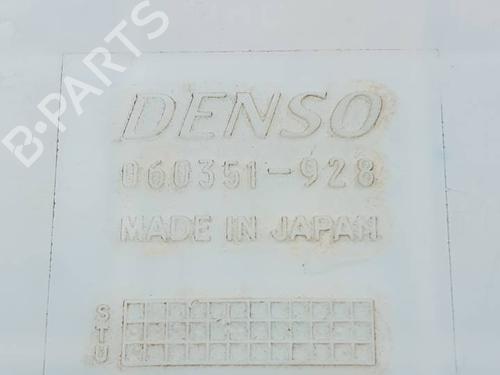 B-PARTS
DENSO
060351-928
MADE IN JAPAN
S
T
U